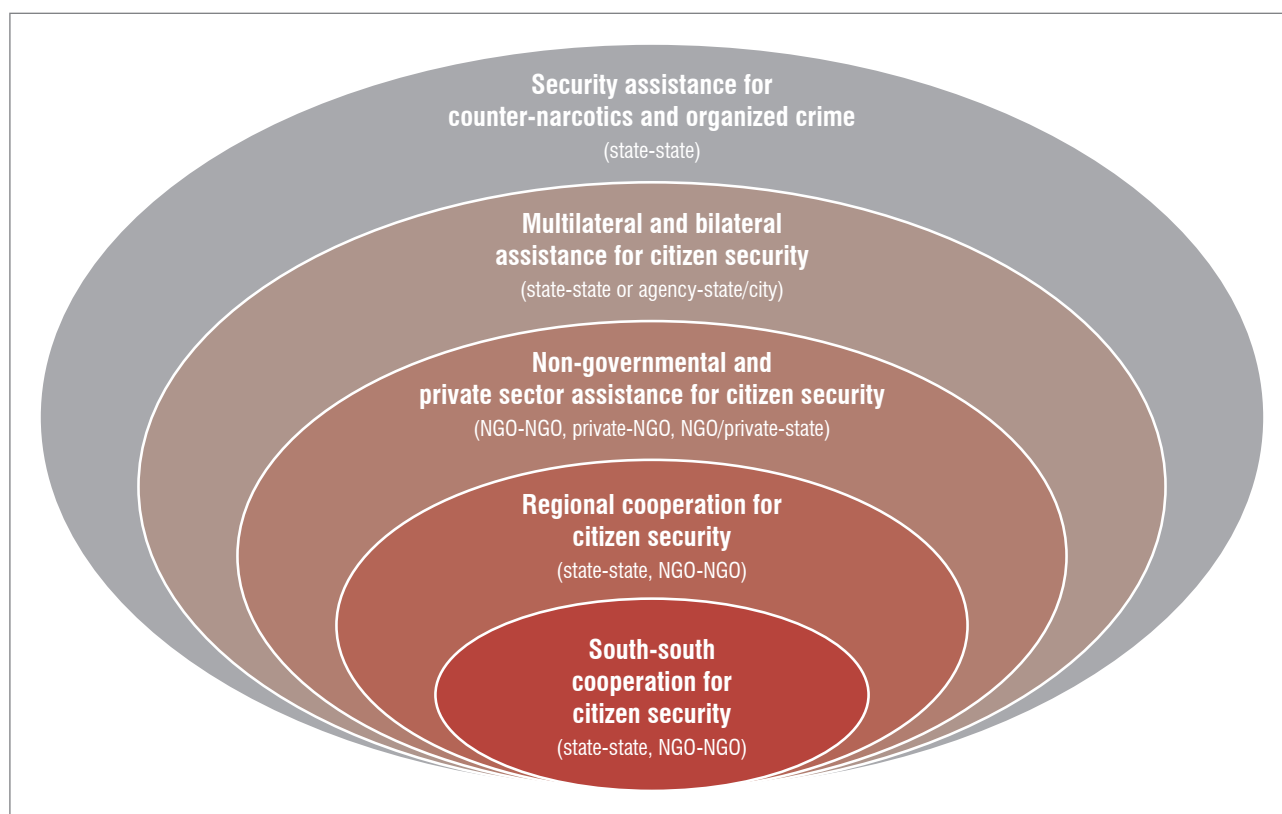 Security assistance for
counter-narcotics and organized crime
(state-state)
Multilateral and bilateral
assistance for citizen security
(state-state or agency-state/city)
Non-governmental and
private sector assistance for citizen security
(NGO-NGO, private-NGO, NGO/private-state)
Regional cooperation for
citizen security
(state-state, NGO-NGO)
South-south
cooperation for
citizen security
(state-state, NGO-NGO)